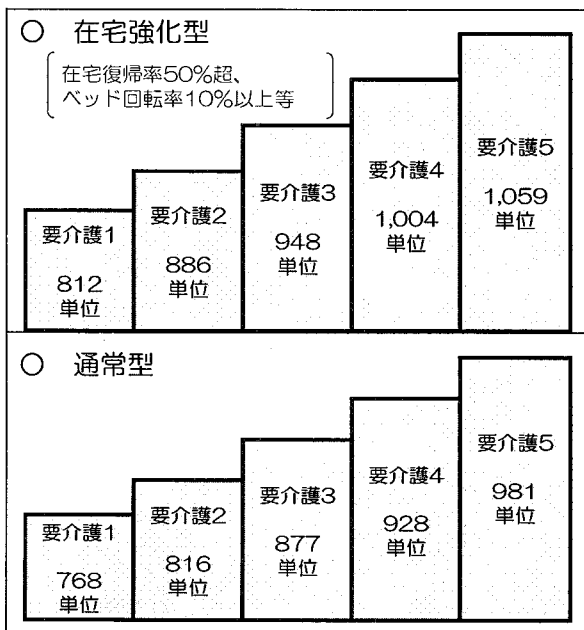 ○ 在宅強化型
在宅復帰率50%超、
ベッド回転率10%以上等
要介護1
812
単位
要介護2
886
単位
要介護3
948
単位
要介護4
1,004
単位
要介護5
1,059
単位
○ 通常型
要介護1
768
単位
要介護2
816
単位
要介護3
877
単位
要介護4
928
単位
要介護5
981
単位